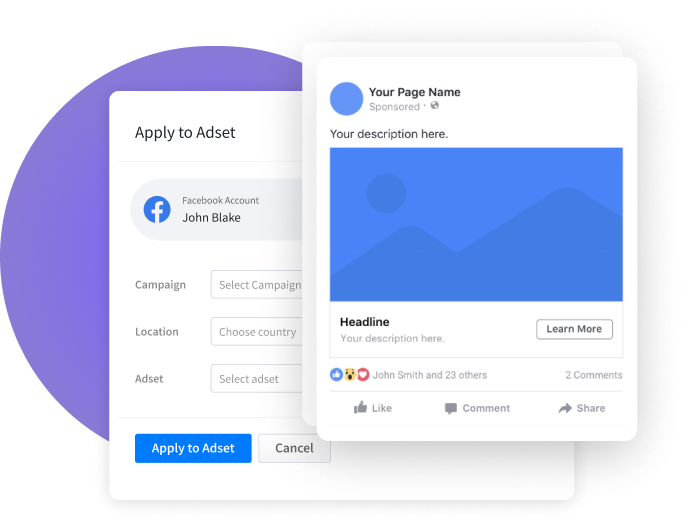 Apply to Adset
Facebook Account
John Blake
Campaign
Select Campaign
Location
Choose country
Adset
Select adset
Apply to Adset
Cancel
Your Page Name
Sponsored ·
Your description here.
Headline
Your description here.
Learn More
John Smith and 23 others
2 Comments
Like
Comment
Share